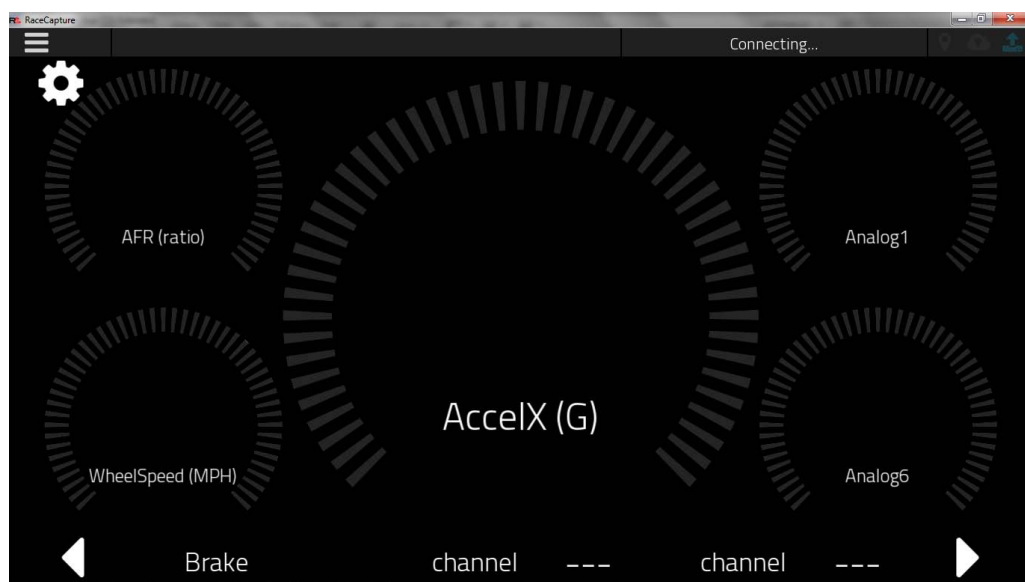 RaceCapture
Connecting...
AFR (ratio)
Analog1
AccelX (G)
WheelSpeed (MPH)
Analog6
Brake channel --- channel ---